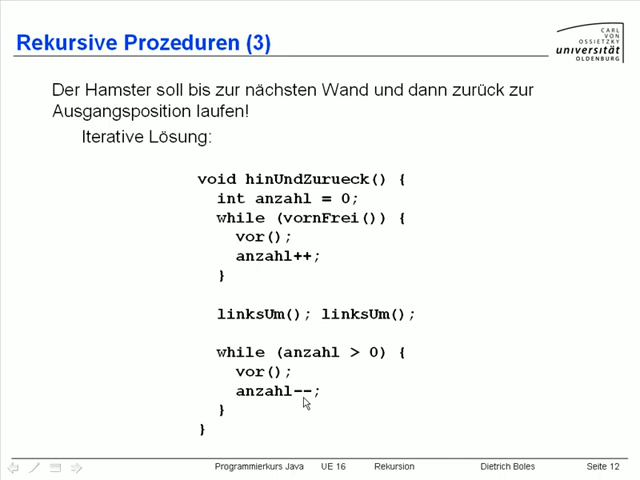 Rekursive Prozeduren (3)
CARL
VON
OSSIETZKY
universität
OLDENBURG
Der Hamster soll bis zur nächsten Wand und dann zurück zur
Ausgangsposition laufen!
Iterative Lösung:
void hinUndZurueck() {
int anzahl = 0;
while (vornFrei()) {
vor();
anzahl++;
}
linksUm(); linksUm();
while (anzahl > 0) {
vor();
anzahl--;
}
}
Programmierkurs Java UE 16 Rekursion Dietrich Boles Seite 12